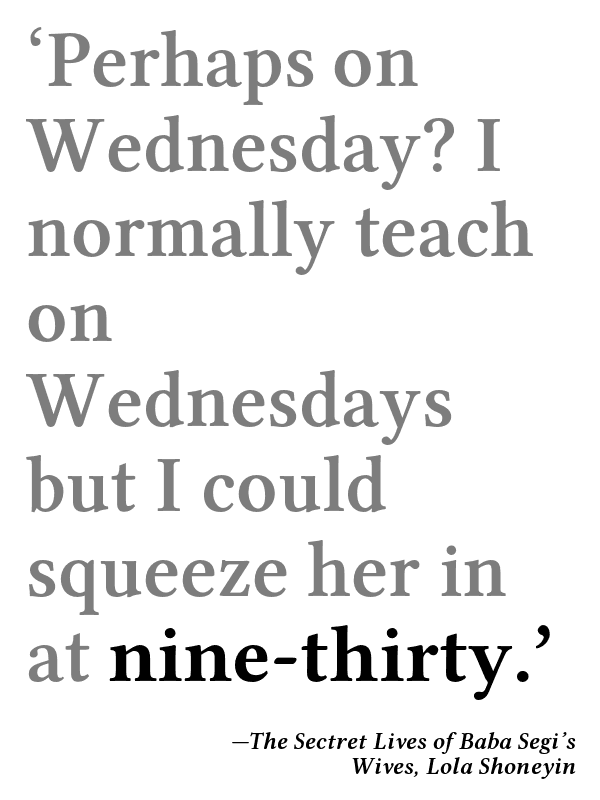 ‘Perhaps on
Wednesday? I
normally teach
on
Wednesdays
but I could
squeeze her in
at nine-thirty.’
—The Sectret Lives of Baba Segi’s
Wives, Lola Shoneyin